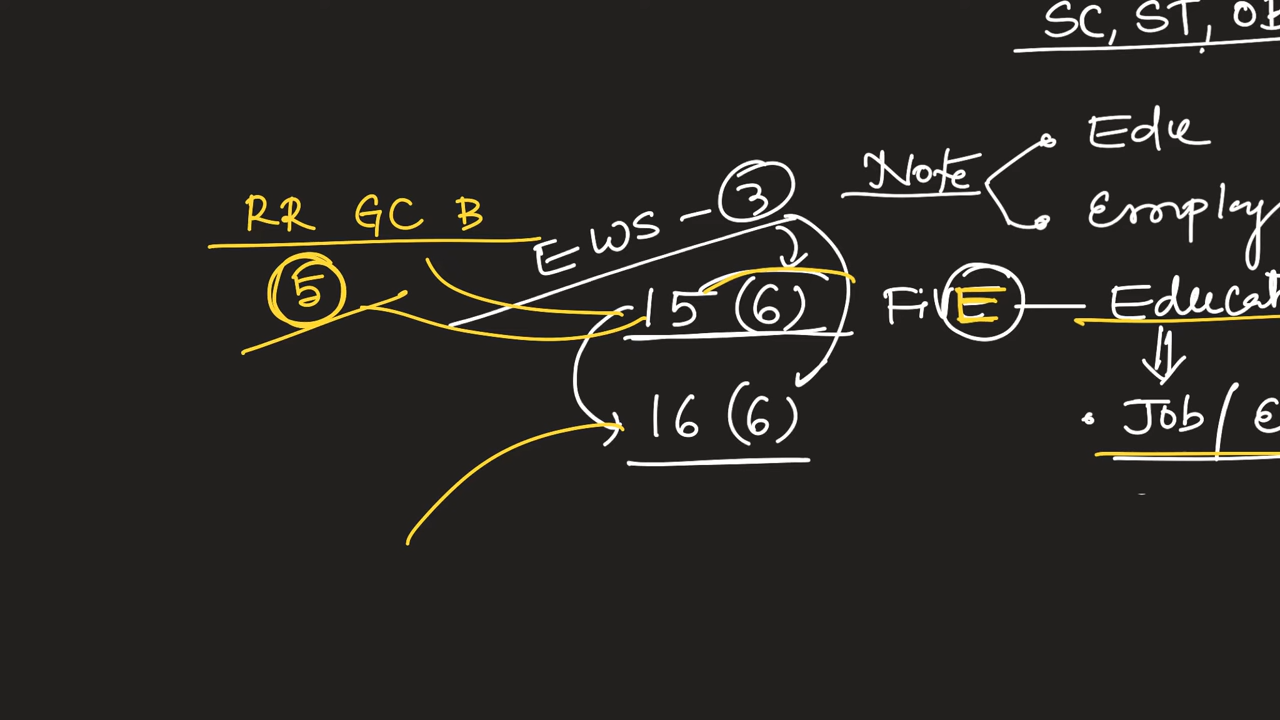 SC, ST, OB
Note
Edu
Employ
RR GC B
5
EWS - 3
15 (6) FiVE Educat
16 (6)
Job / E